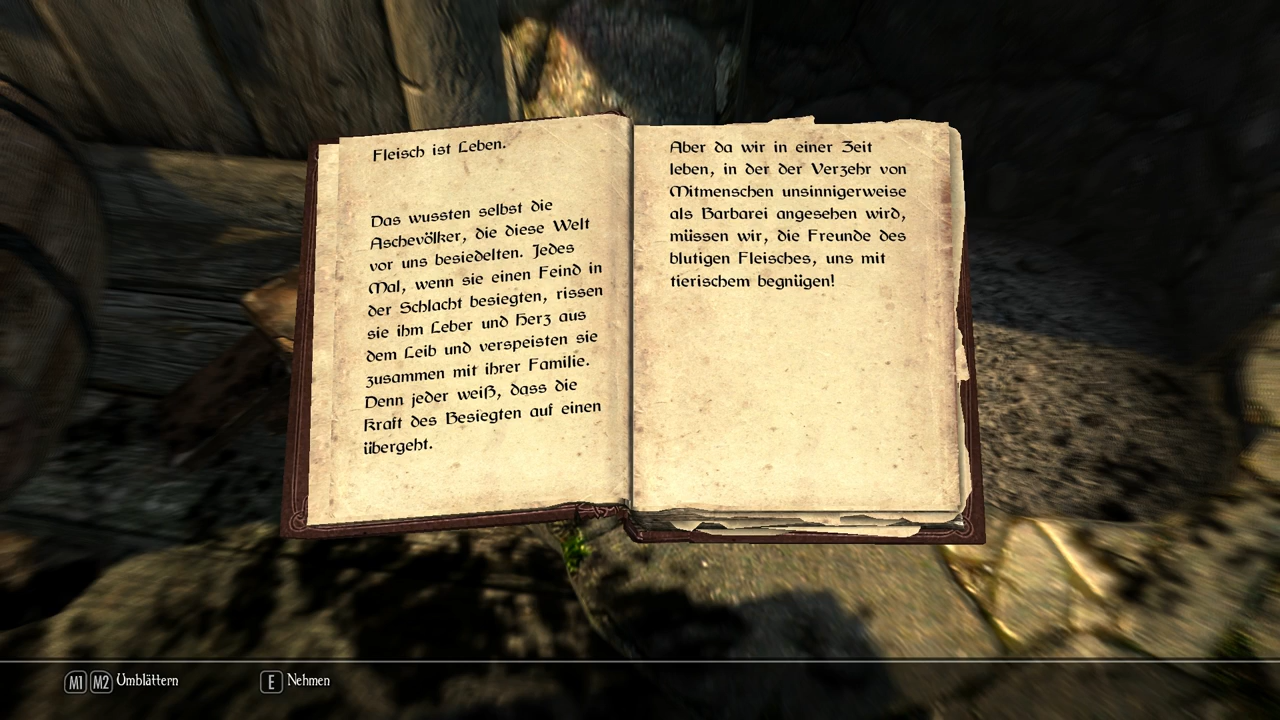 Fleisch ist Leben.
Das wussten selbst die
Aschevölker, die diese Welt
vor uns besiedelten. Jedes
Mal, wenn sie einen Feind in
der Schlacht besiegten, rissen
sie ihm Leber und Herz aus
dem Leib und verspeisten sie
zusammen mit ihrer Familie.
Denn jeder weiß, dass die
Kraft des Besiegten auf einen
übergeht.
Aber da wir in einer Zeit
leben, in der der Verzehr von
Mitmenschen unsinnigerweise
als Barbarei angesehen wird,
müssen wir, die Freunde des
blutigen Fleisches, uns mit
tierischem begnügen!
M1 M2 Umblättern E Nehmen